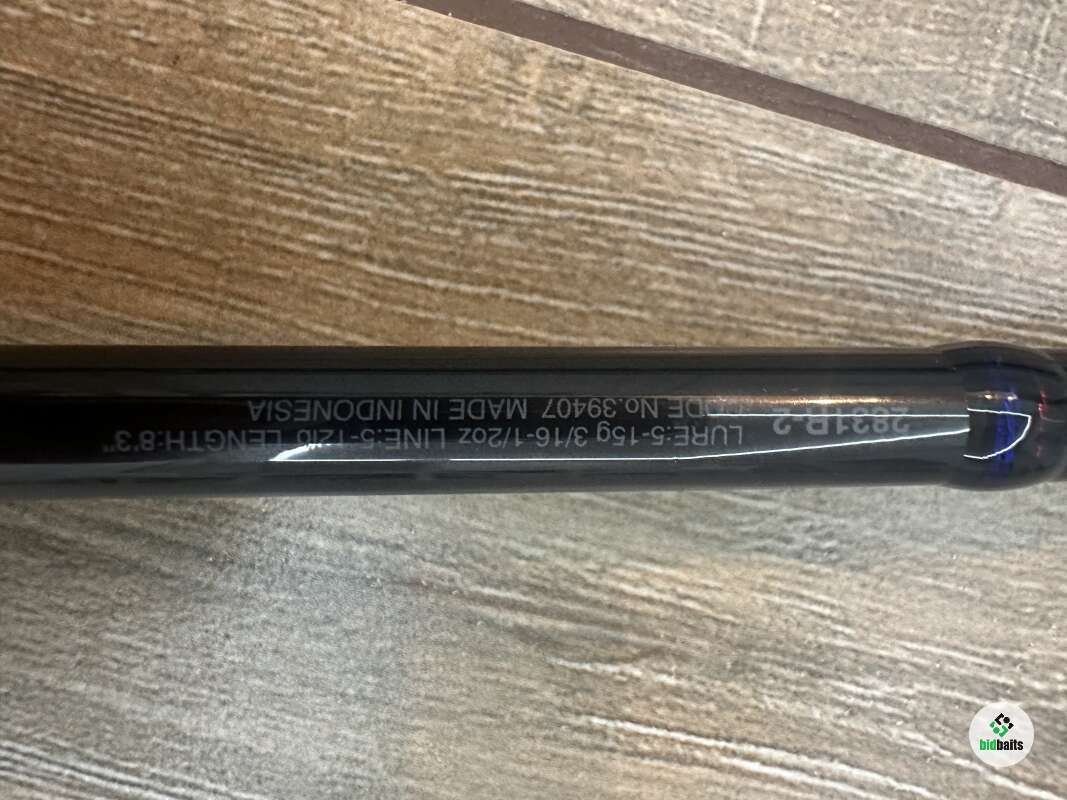 2831R-2
LURE:5-15g 3/16-1/2oz LINE:5-12lb LENGTH:8'3"
CODE No.39407 MADE IN INDONESIA
bidbaits